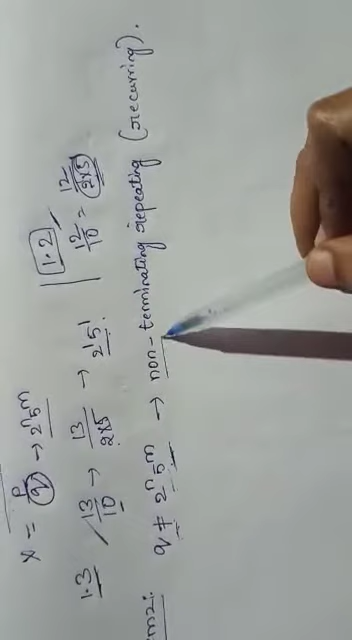 x = p/q → 2ⁿ5ᵐ
1.3 13/10 → 13/2×5 → 2¹5¹. | 1.2 12/10 = 12/2×5
q ≠ 2ⁿ5ᵐ → non-terminating repeating (recurring).